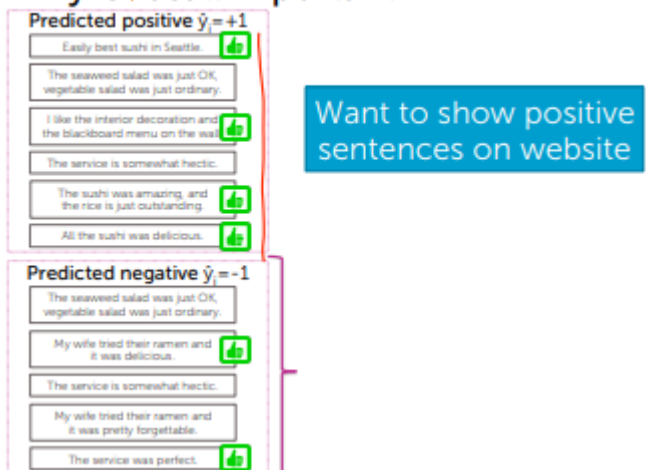 Predicted positive ŷᵢ=+1
Easily best sushi in Seattle.
The seaweed salad was just OK,
vegetable salad was just ordinary.
I like the interior decoration and
the blackboard menu on the wall
The service is somewhat hectic.
The sushi was amazing, and
the rice is just outstanding.
All the sushi was delicious.
Want to show positive
sentences on website
Predicted negative ŷᵢ=-1
The seaweed salad was just OK,
vegetable salad was just ordinary.
My wife tried their ramen and
it was delicious.
The service is somewhat hectic.
My wife tried their ramen and
it was pretty forgettable.
The service was perfect.